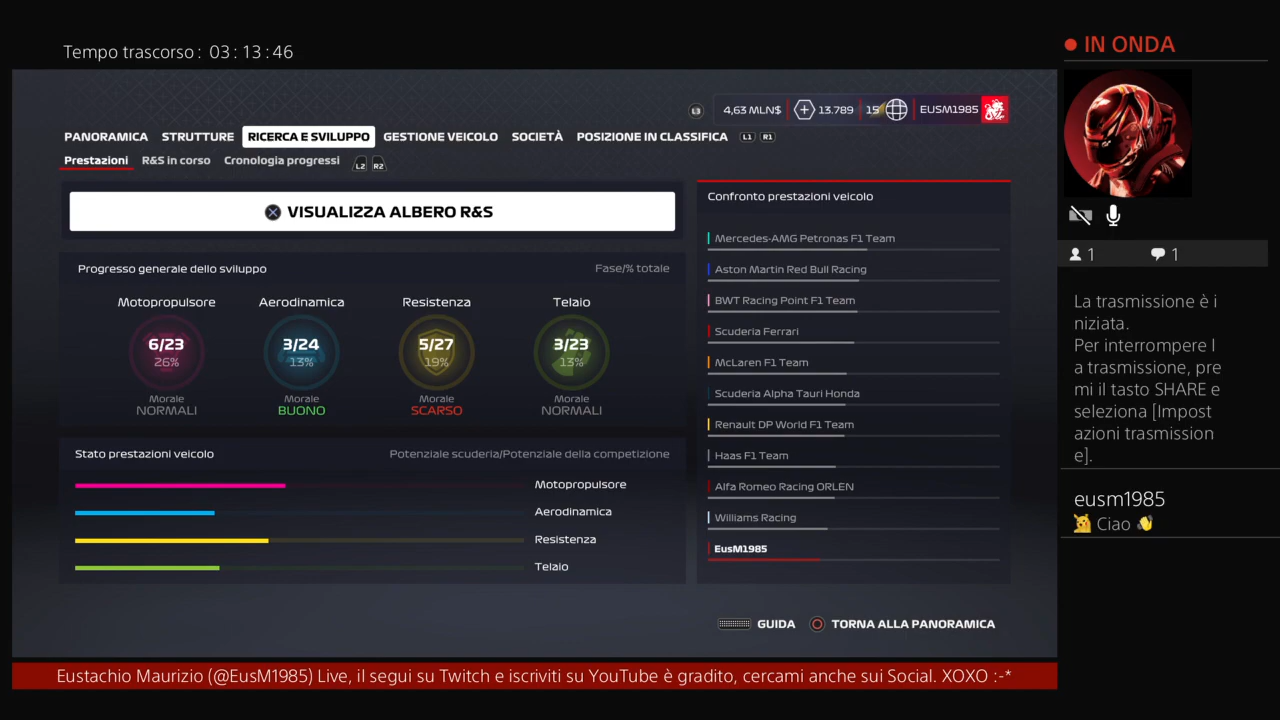 Tempo trascorso : 03 : 13 : 46
IN ONDA
4,63 MLN$ 13.789 15 EUSM1985
PANORAMICA STRUTTURE RICERCA E SVILUPPO GESTIONE VEICOLO SOCIETÀ POSIZIONE IN CLASSIFICA L1 R1
Prestazioni R&S in corso Cronologia progressi L2 R2
VISUALIZZA ALBERO R&S
Progresso generale dello sviluppo Fase/% totale
Motopropulsore Aerodinamica Resistenza Telaio
6/23 3/24 5/27 3/23
26% 13% 19% 13%
Morale Morale Morale Morale
NORMALI BUONO SCARSO NORMALI
Stato prestazioni veicolo Potenziale scuderia/Potenziale della competizione
Motopropulsore
Aerodinamica
Resistenza
Telaio
Confronto prestazioni veicolo
Mercedes-AMG Petronas F1 Team
Aston Martin Red Bull Racing
BWT Racing Point F1 Team
Scuderia Ferrari
McLaren F1 Team
Scuderia Alpha Tauri Honda
Renault DP World F1 Team
Haas F1 Team
Alfa Romeo Racing ORLEN
Williams Racing
EusM1985
GUIDA TORNA ALLA PANORAMICA
1 1
La trasmissione è i
niziata.
Per interrompere l
a trasmissione, pre
mi il tasto SHARE e
seleziona [Impost
azioni trasmission
e].
eusm1985
Ciao
Eustachio Maurizio (@EusM1985) Live, il segui su Twitch e iscriviti su YouTube è gradito, cercami anche sui Social. XOXO :-*